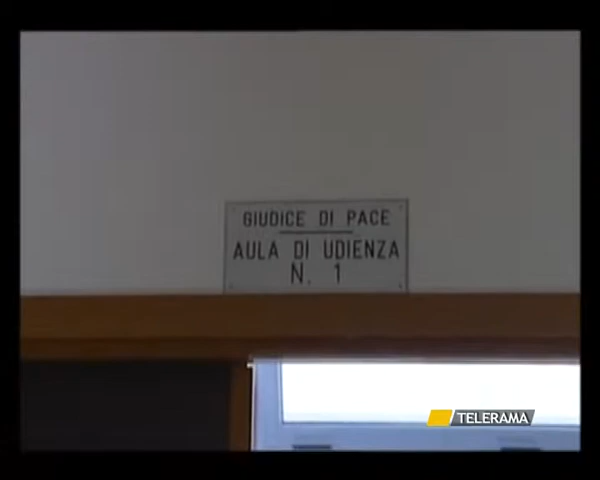 GIUDICE DI PACE
AULA DI UDIENZA
N. 1
TELERAMA